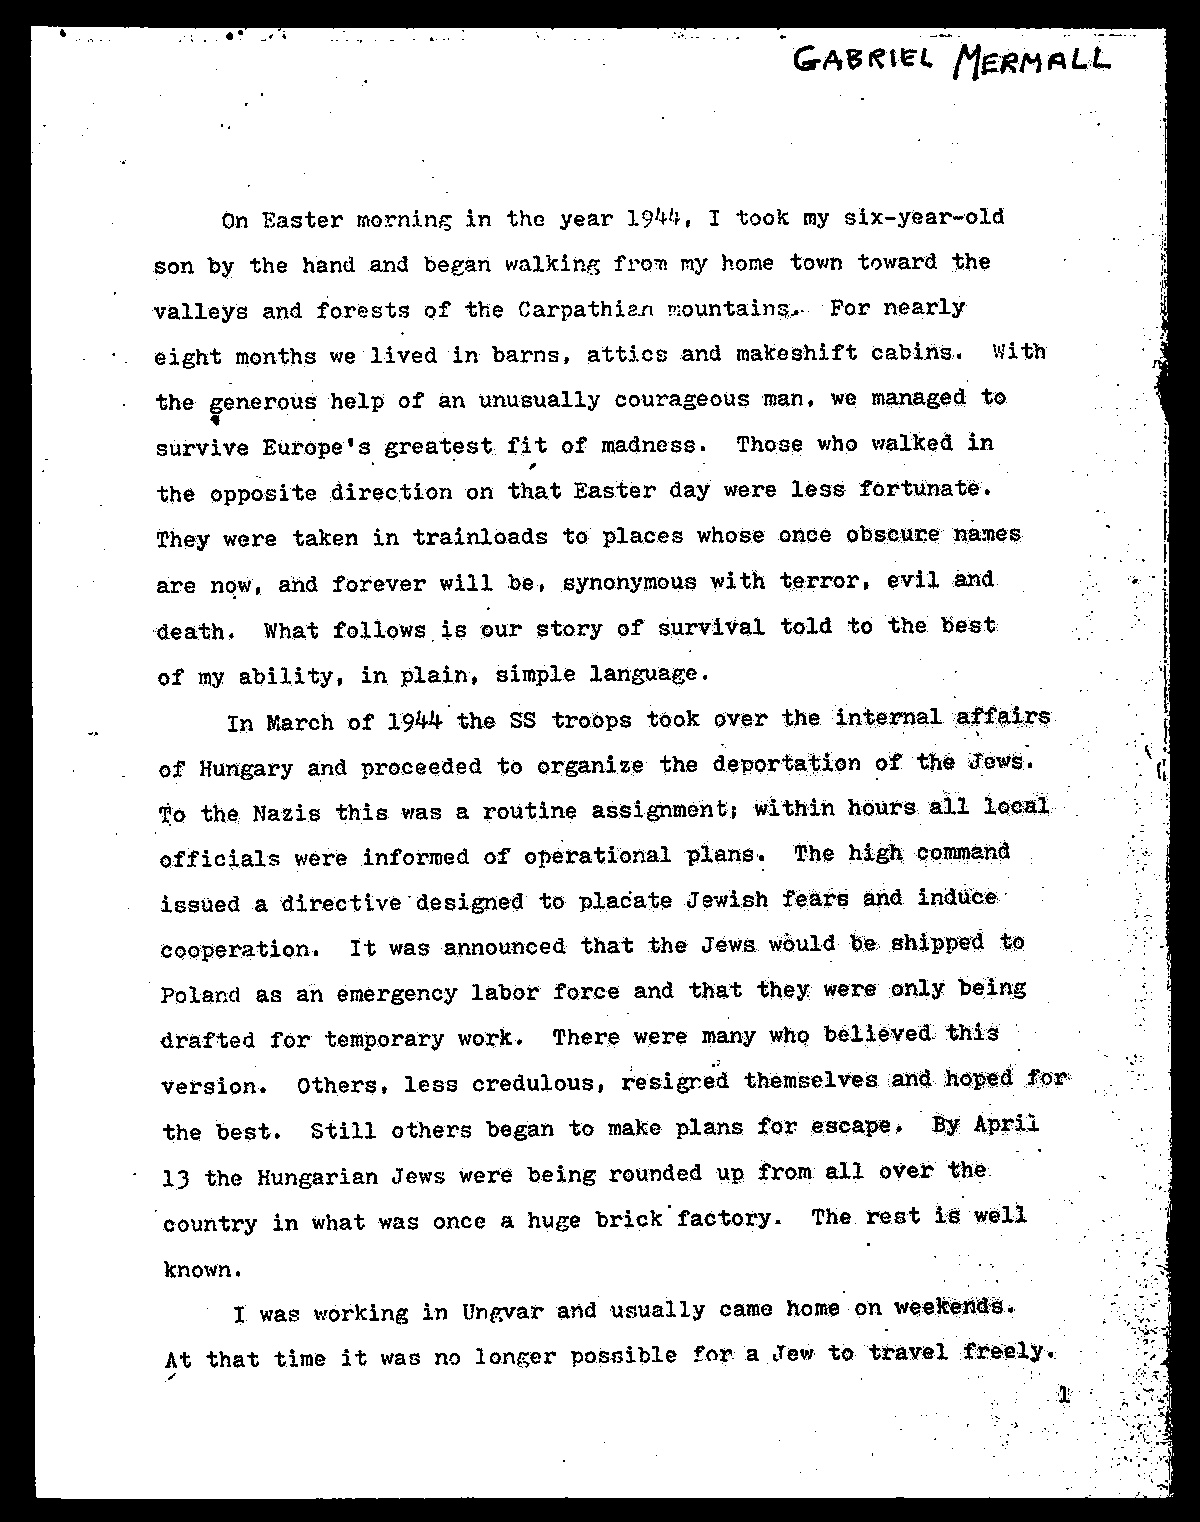 GABRIEL MERMALL
On Easter morning in the year 1944, I took my six-year-old
son by the hand and began walking from my home town toward the
valleys and forests of the Carpathian mountains. For nearly
eight months we lived in barns, attics and makeshift cabins. With
the generous help of an unusually courageous man, we managed to
survive Europe's greatest fit of madness. Those who walked in
the opposite direction on that Easter day were less fortunate.
They were taken in trainloads to places whose once obscure names
are now, and forever will be, synonymous with terror, evil and
death. What follows is our story of survival told to the best
of my ability, in plain, simple language.
In March of 1944 the SS troops took over the internal affairs
of Hungary and proceeded to organize the deportation of the Jews.
To the Nazis this was a routine assignment; within hours all local
officials were informed of operational plans. The high command
issued a directive designed to placate Jewish fears and induce
cooperation. It was announced that the Jews would be shipped to
Poland as an emergency labor force and that they were only being
drafted for temporary work. There were many who believed this
version. Others, less credulous, resigned themselves and hoped for
the best. Still others began to make plans for escape. By April
13 the Hungarian Jews were being rounded up from all over the
country in what was once a huge brick factory. The rest is well
known.
I was working in Ungvar and usually came home on weekends.
At that time it was no longer possible for a Jew to travel freely.
1